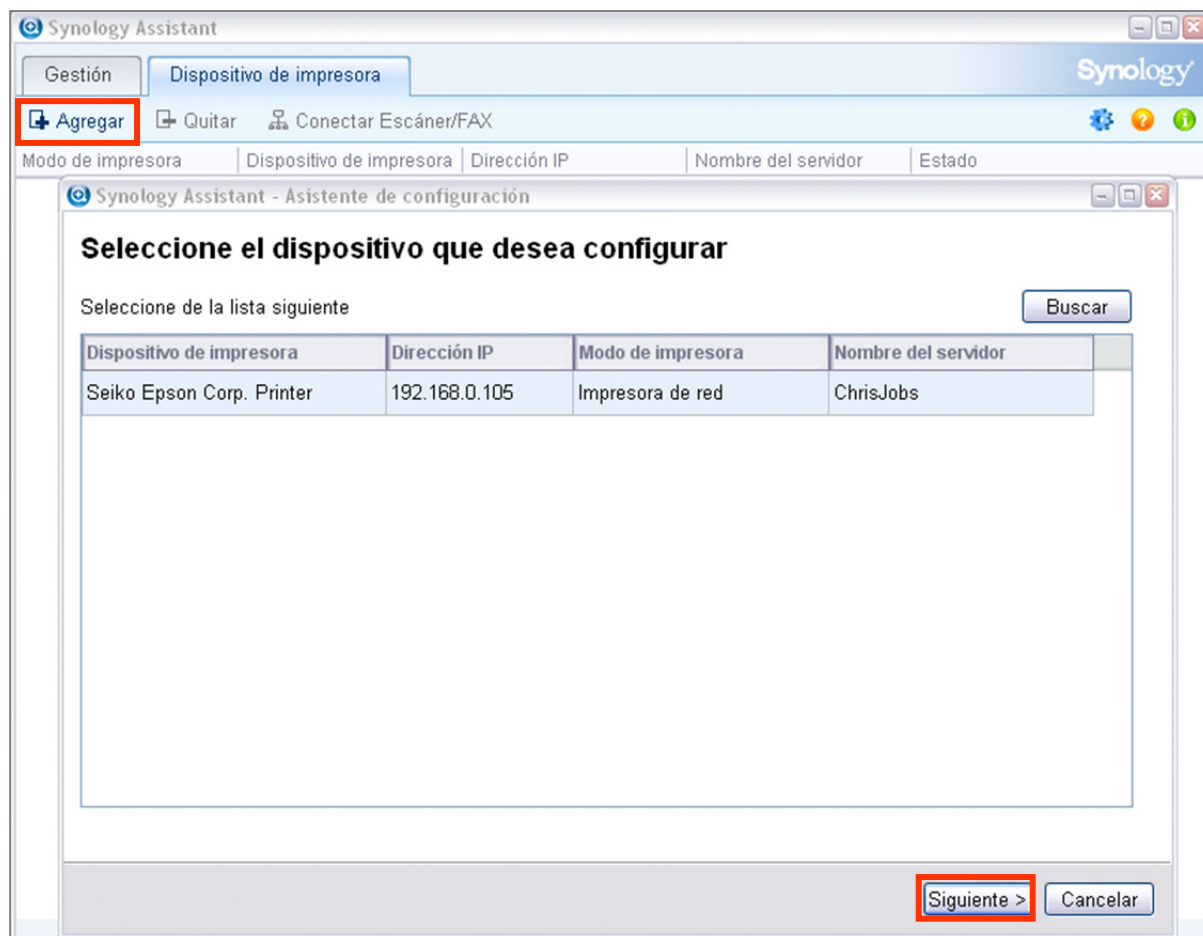 Synology Assistant
Gestión Dispositivo de impresora Synology
Agregar Quitar Conectar Escáner/FAX
Modo de impresora Dispositivo de impresora Dirección IP Nombre del servidor Estado
Synology Assistant - Asistente de configuración
Seleccione el dispositivo que desea configurar
Seleccione de la lista siguiente Buscar
Dispositivo de impresora Dirección IP Modo de impresora Nombre del servidor
Seiko Epson Corp. Printer 192.168.0.105 Impresora de red ChrisJobs
Siguiente > Cancelar